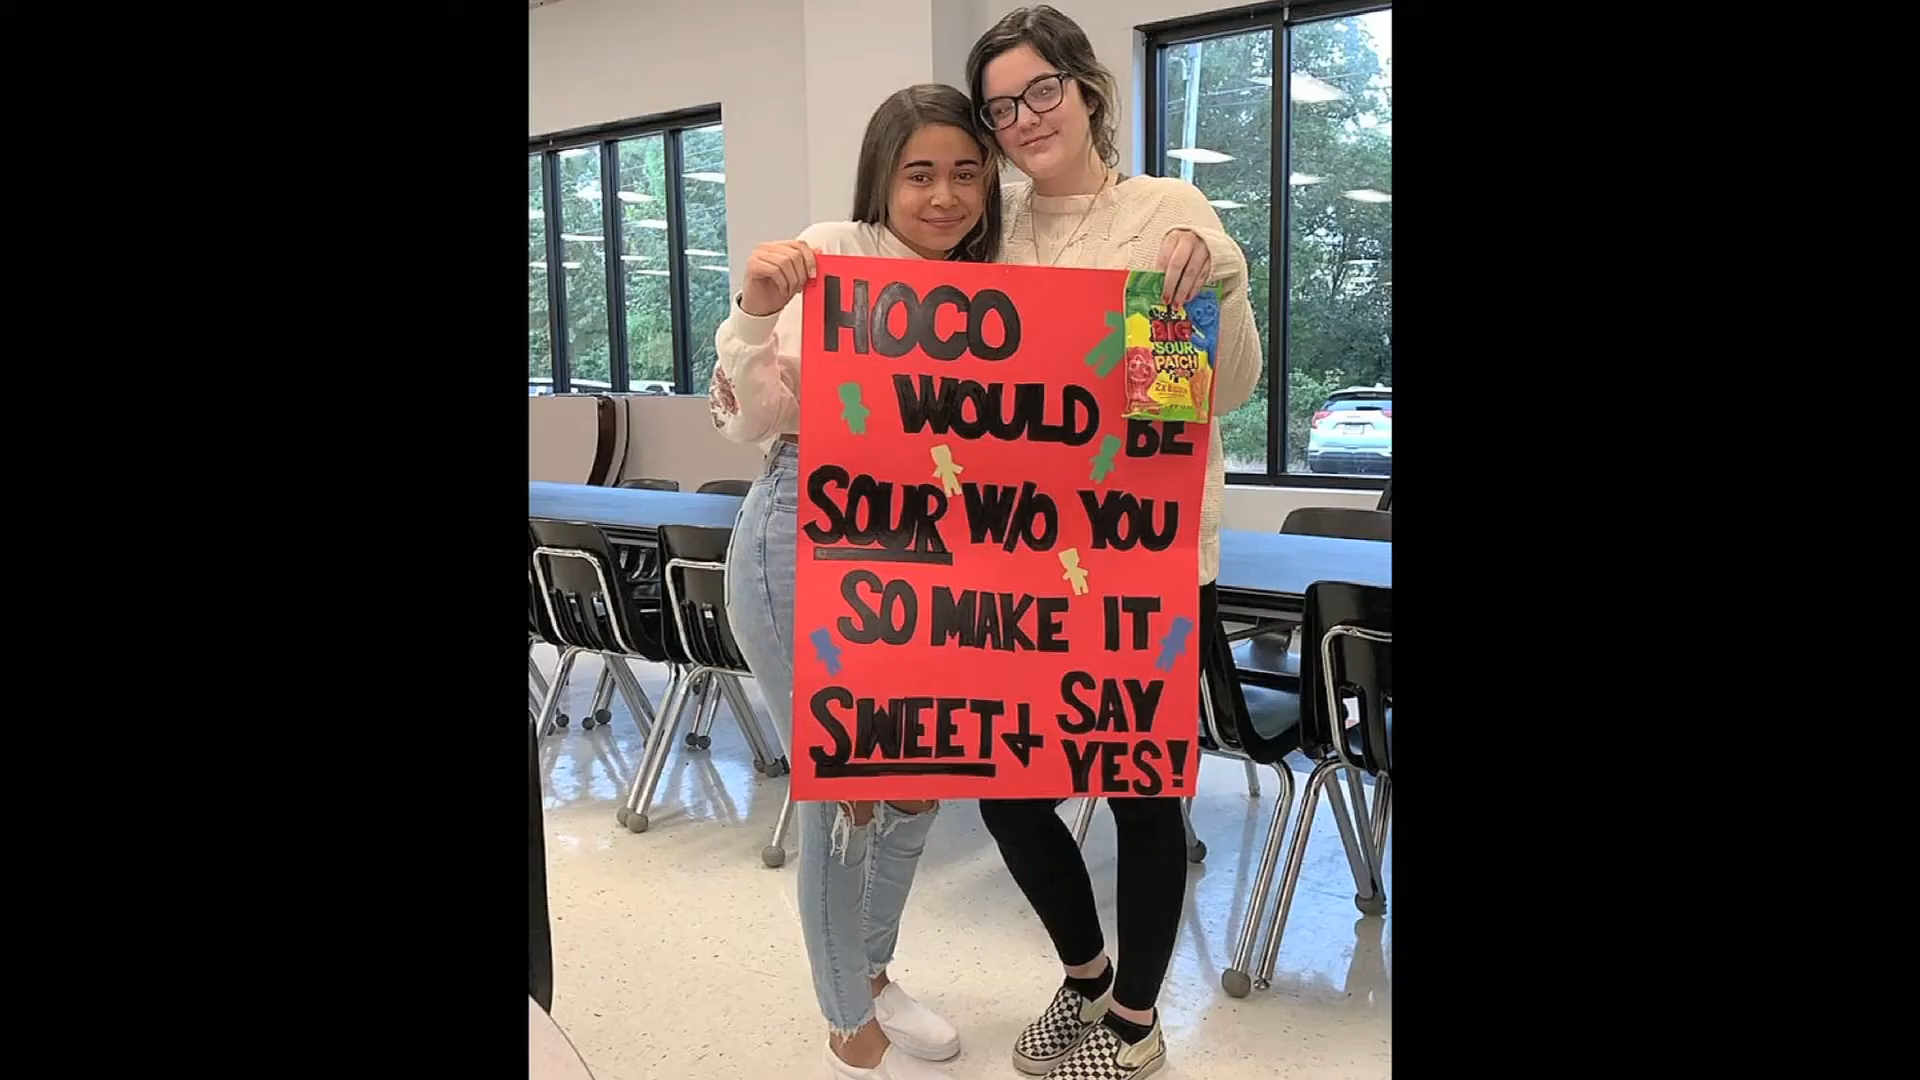 HOCO
WOULD BE
SOUR W/O YOU
SO MAKE IT
SWEET & SAY
YES!
BIG
SOUR
PATCH